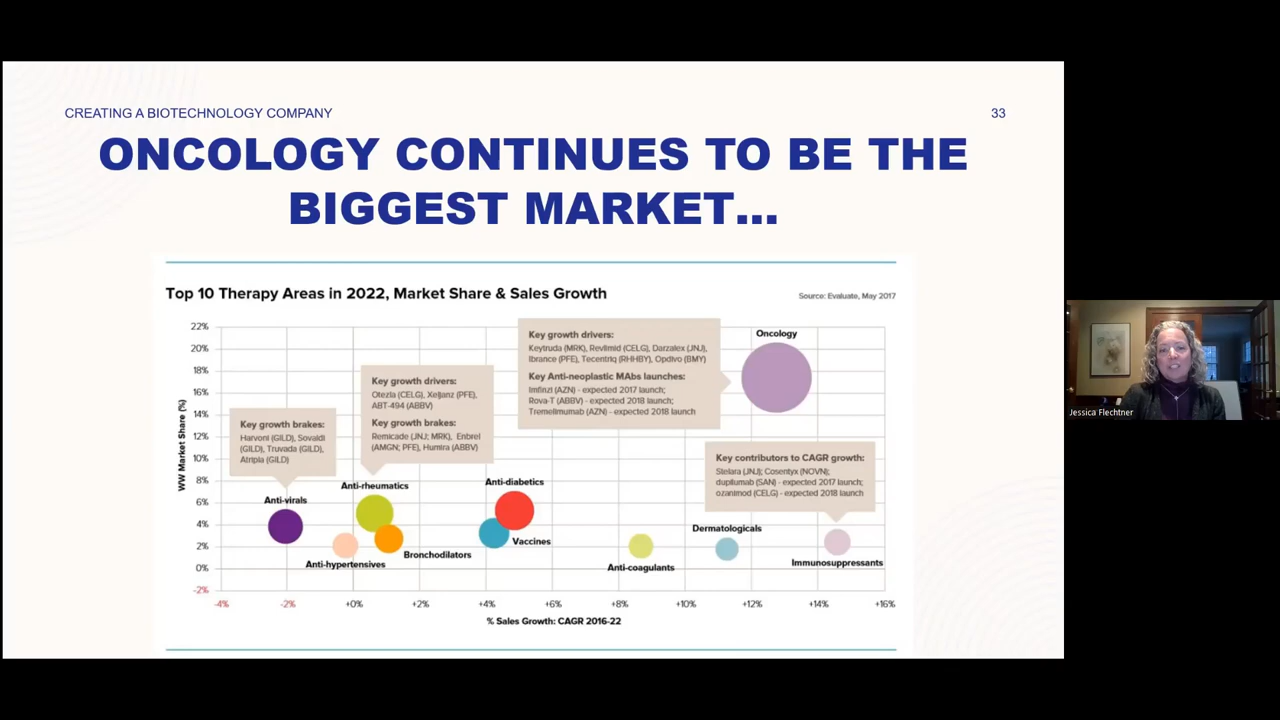 CREATING A BIOTECHNOLOGY COMPANY
33
ONCOLOGY CONTINUES TO BE THE
BIGGEST MARKET...
Top 10 Therapy Areas in 2022, Market Share & Sales Growth
Source: Evaluate, May 2017
WW Market Share (%)
22%
20%
18%
16%
14%
12%
10%
8%
6%
4%
2%
0%
-2%
Key growth brakes:
Harvoni (GILD), Sovaldi
(GILD), Truvada (GILD),
Atripla (GILD)
Anti-virals
Key growth drivers:
Otezla (CELG), Xeljanz (PFE),
ABT-494 (ABBV)
Key growth brakes:
Remicade (JNJ; MRK), Enbrel
(AMGN; PFE), Humira (ABBV)
Anti-rheumatics
Anti-hypertensives
Bronchodilators
Anti-diabetics
Vaccines
Key growth drivers:
Keytruda (MRK), Revlimid (CELG), Darzalex (JNJ),
Ibrance (PFE), Tecentriq (RHHBY), Opdivo (BMY)
Key Anti-neoplastic MAbs launches:
Imfinzi (AZN) - expected 2017 launch;
Rova-T (ABBV) - expected 2018 launch;
Tremelimumab (AZN) - expected 2018 launch
Oncology
Key contributors to CAGR growth:
Stelara (JNJ); Cosentyx (NOVN);
dupilumab (SAN) - expected 2017 launch;
ozanimod (CELG) - expected 2018 launch
Anti-coagulants
Dermatologicals
Immunosuppressants
-4%
-2%
+0%
+2%
+4%
+6%
+8%
+10%
+12%
+14%
+16%
% Sales Growth: CAGR 2016-22
Jessica Flechtner